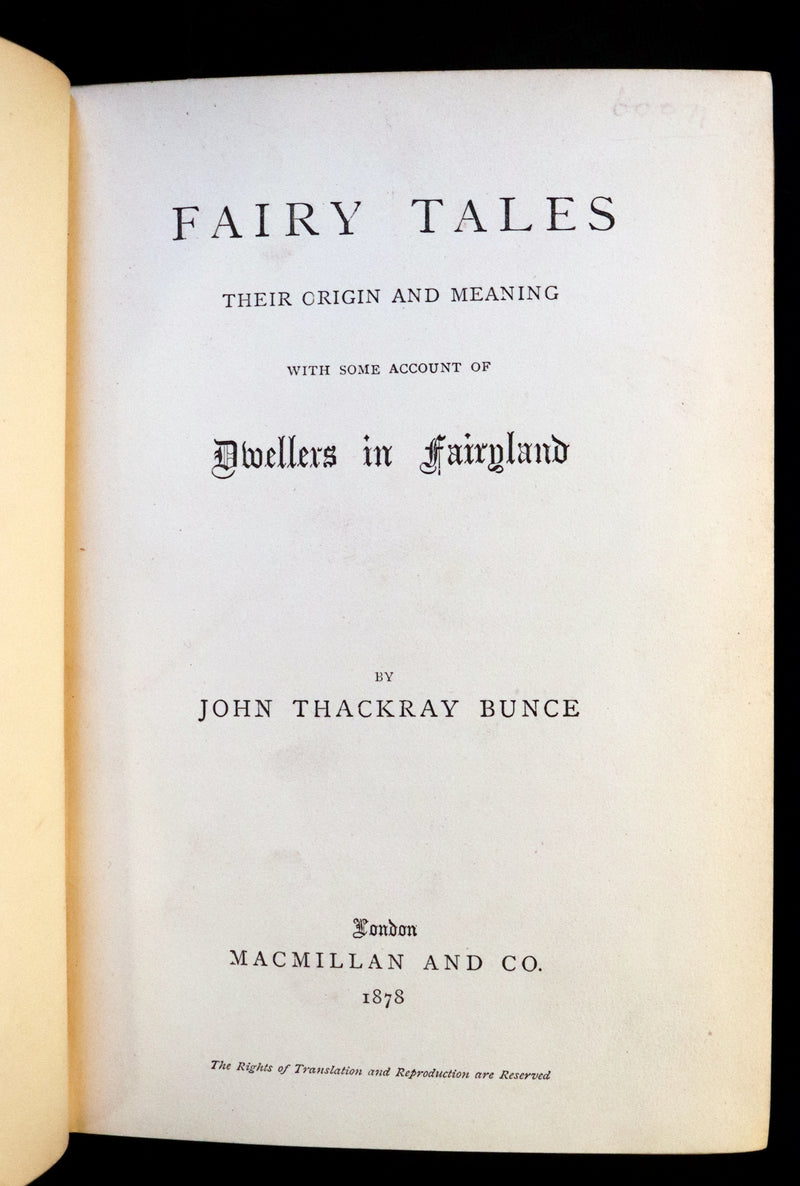 FAIRY TALES
THEIR ORIGIN AND MEANING
WITH SOME ACCOUNT OF
Dwellers in Fairyland
BY
JOHN THACKRAY BUNCE
London
MACMILLAN AND CO.
1878
The Rights of Translation and Reproduction are Reserved